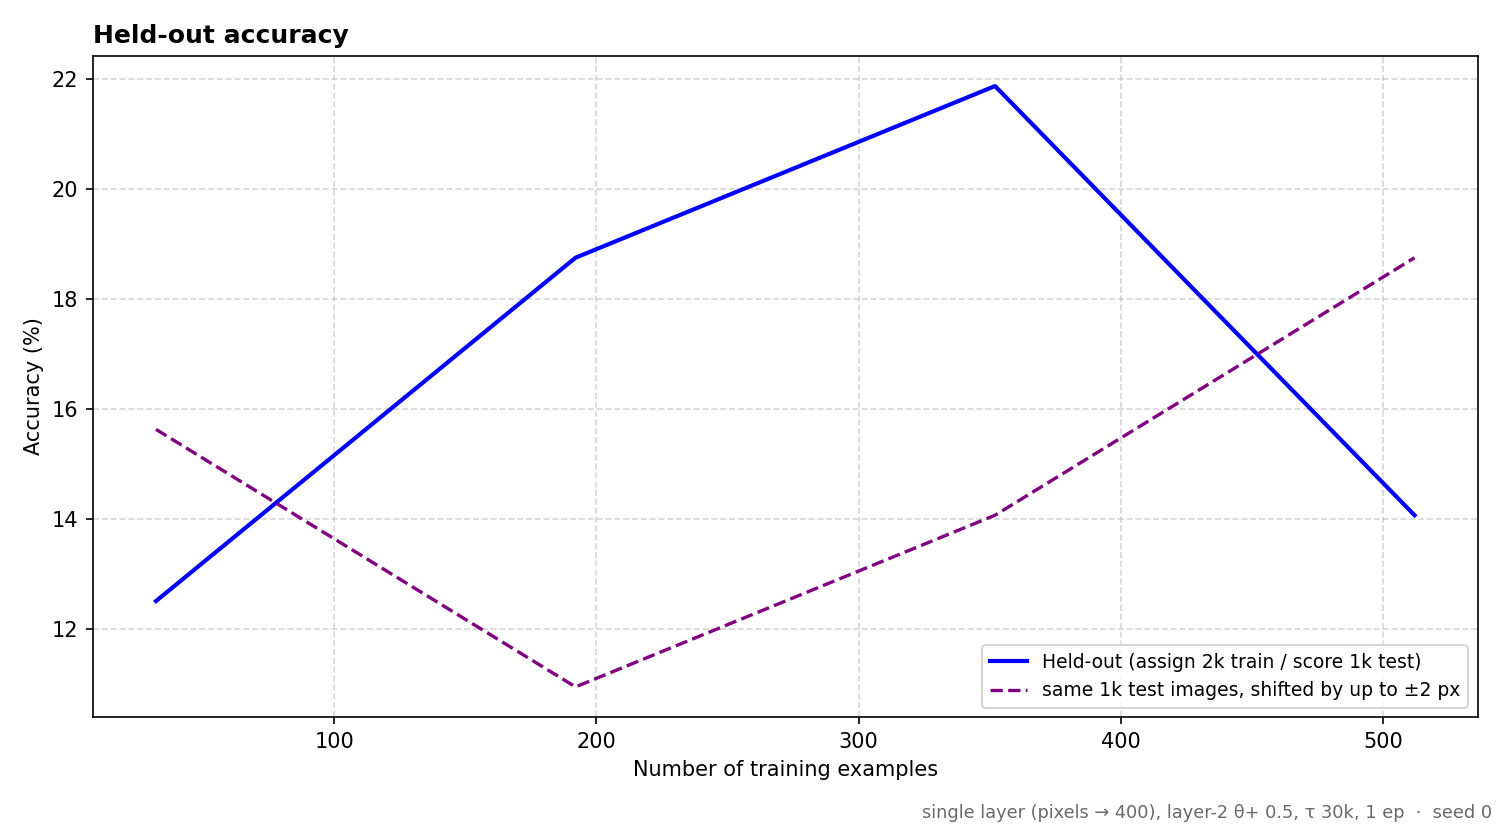 Held-out accuracy
22
20
18
16
14
12
Accuracy (%)
100 200 300 400 500
Number of training examples
Held-out (assign 2k train / score 1k test)
same 1k test images, shifted by up to ±2 px
single layer (pixels → 400), layer-2 θ+ 0.5, τ 30k, 1 ep · seed 0